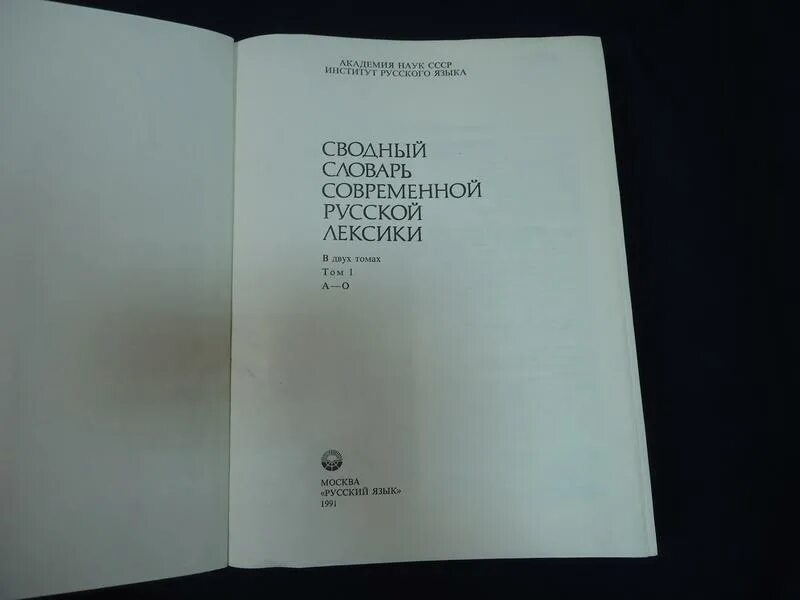 АКАДЕМИЯ НАУК СССР
ИНСТИТУТ РУССКОГО ЯЗЫКА
СВОДНЫЙ
СЛОВАРЬ
СОВРЕМЕННОЙ
РУССКОЙ
ЛЕКСИКИ
В двух томах
Том 1
А—О
МОСКВА
«РУССКИЙ ЯЗЫК»
1991